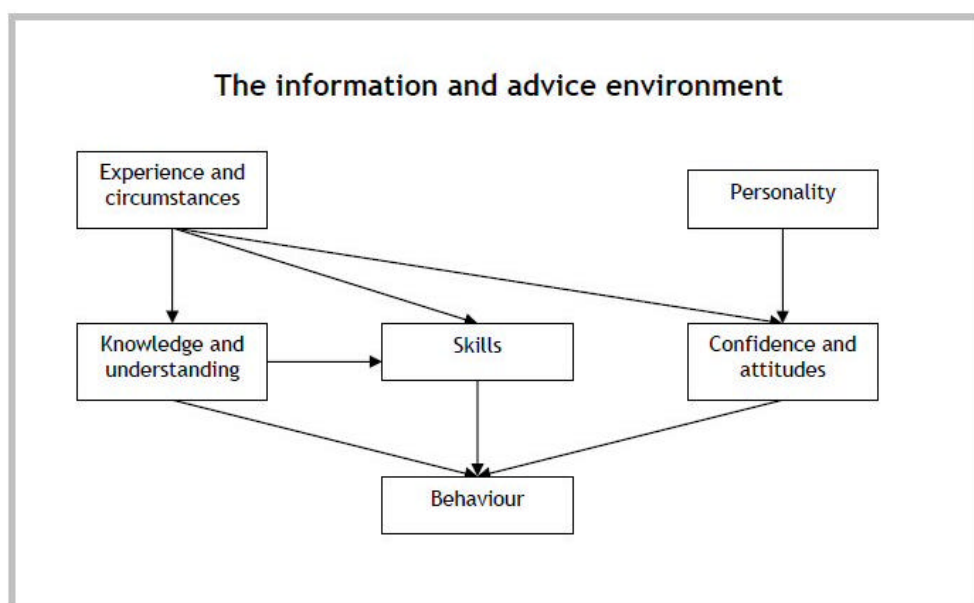 The information and advice environment
Experience and
circumstances
Personality
Knowledge and
understanding
Skills
Confidence and
attitudes
Behaviour